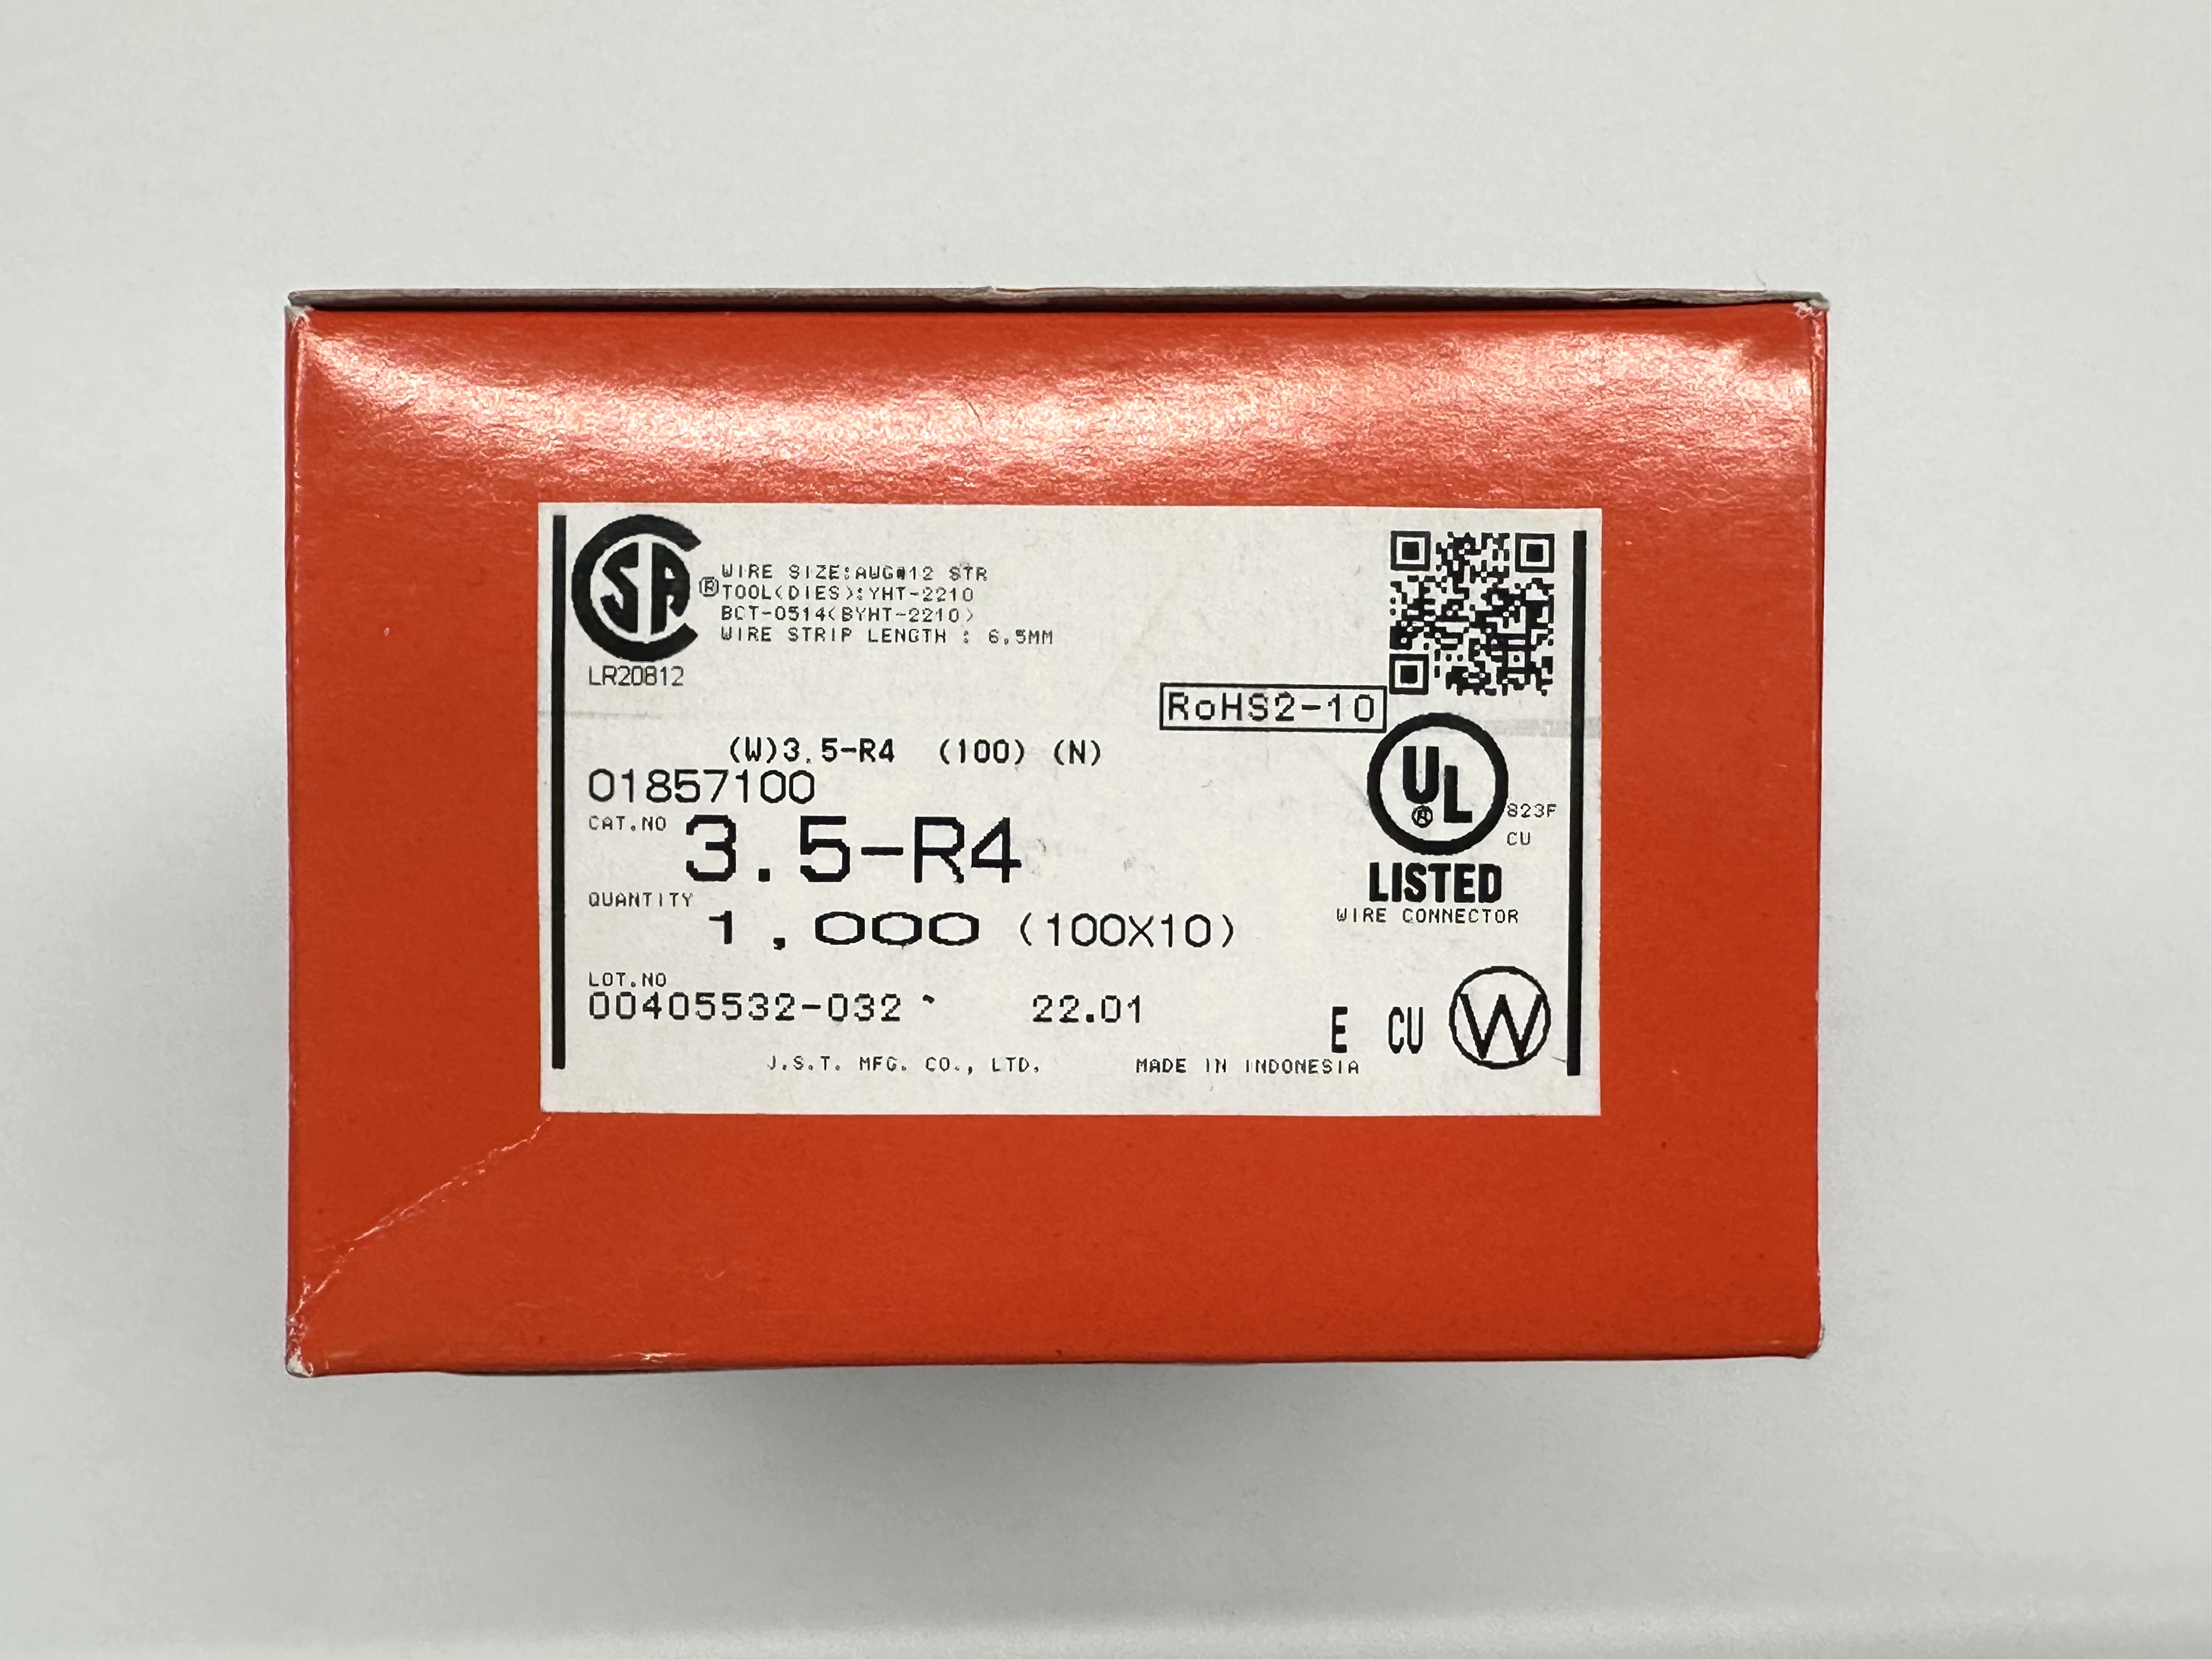 CSA ®
WIRE SIZE:AWG#12 STR
TOOL(DIES):YHT-2210
BCT-0514(BYHT-2210)
WIRE STRIP LENGTH : 6.5MM
LR20812
RoHS2-10
(W)3.5-R4 (100) (N)
01857100
CAT.NO 3.5-R4
QUANTITY 1,000 (100X10)
UL ® 823F
CU
LISTED
WIRE CONNECTOR
LOT.NO
00405532-032 22.01
E CU W
J.S.T. MFG. CO., LTD. MADE IN INDONESIA